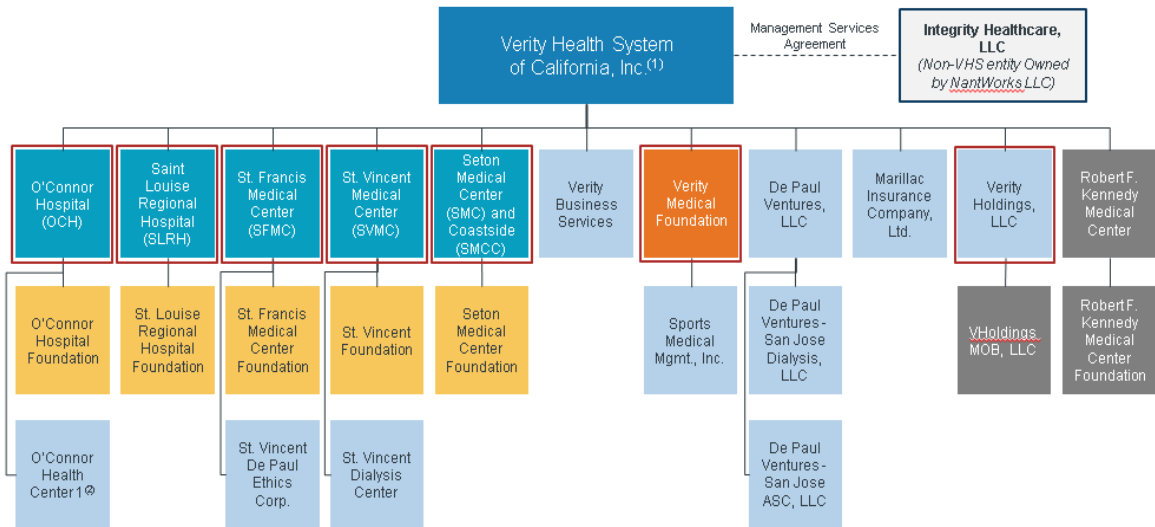 Verity Health System
of California, Inc.(1)
Management Services
Agreement
Integrity Healthcare,
LLC
(Non-VHS entity Owned
by NantWorks LLC)
O'Connor
Hospital
(OCH)
Saint
Louise
Regional
Hospital
(SLRH)
St. Francis
Medical
Center
(SFMC)
St. Vincent
Medical
Center
(SVMC)
Seton
Medical
Center
(SMC) and
Coastside
(SMCC)
Verity
Business
Services
Verity
Medical
Foundation
De Paul
Ventures,
LLC
Marillac
Insurance
Company,
Ltd.
Verity
Holdings,
LLC
Robert F.
Kennedy
Medical
Center
O'Connor
Hospital
Foundation
St. Louise
Regional
Hospital
Foundation
St. Francis
Medical
Center
Foundation
St. Vincent
Foundation
Seton
Medical
Center
Foundation
Sports
Medical
Mgmt., Inc.
De Paul
Ventures-
San Jose
Dialysis,
LLC
VHoldings
MOB, LLC
Robert F.
Kennedy
Medical
Center
Foundation
O'Connor
Health
Center 1(2)
St. Vincent
De Paul
Ethics
Corp.
St. Vincent
Dialysis
Center
De Paul
Ventures-
San Jose
ASC, LLC